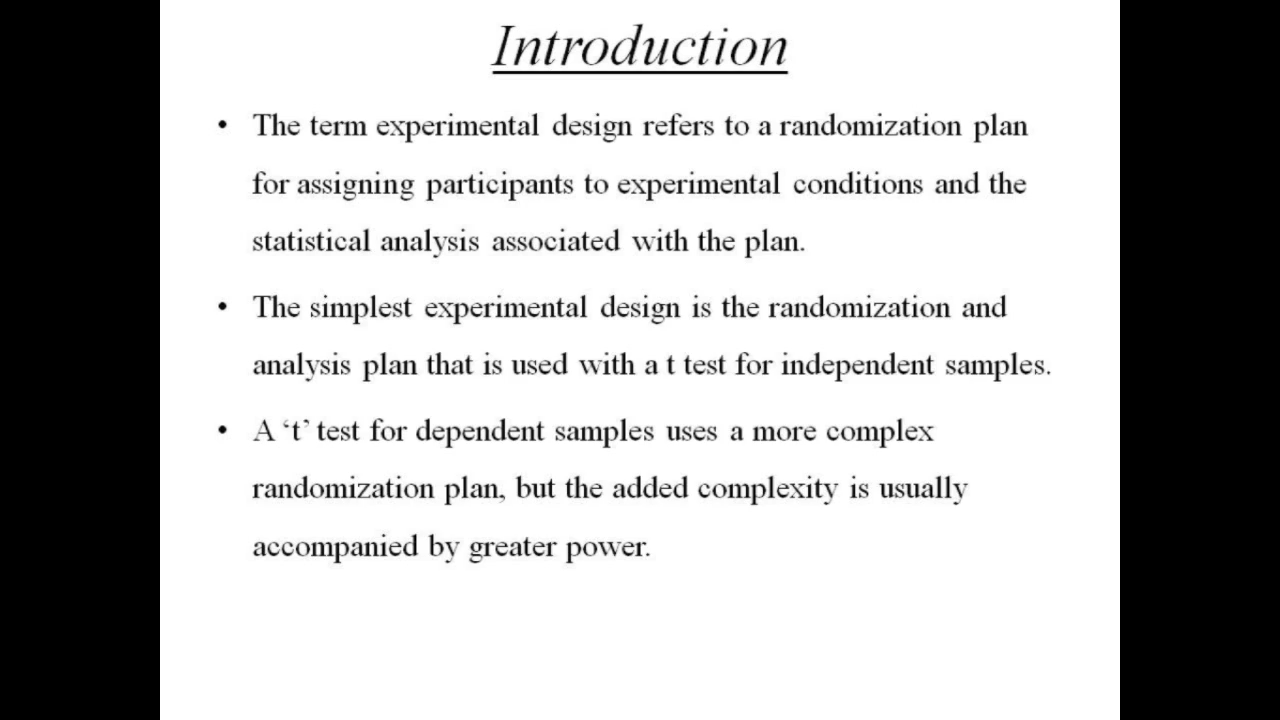 Introduction
• The term experimental design refers to a randomization plan
for assigning participants to experimental conditions and the
statistical analysis associated with the plan.
• The simplest experimental design is the randomization and
analysis plan that is used with a t test for independent samples.
• A ‘t’ test for dependent samples uses a more complex
randomization plan, but the added complexity is usually
accompanied by greater power.